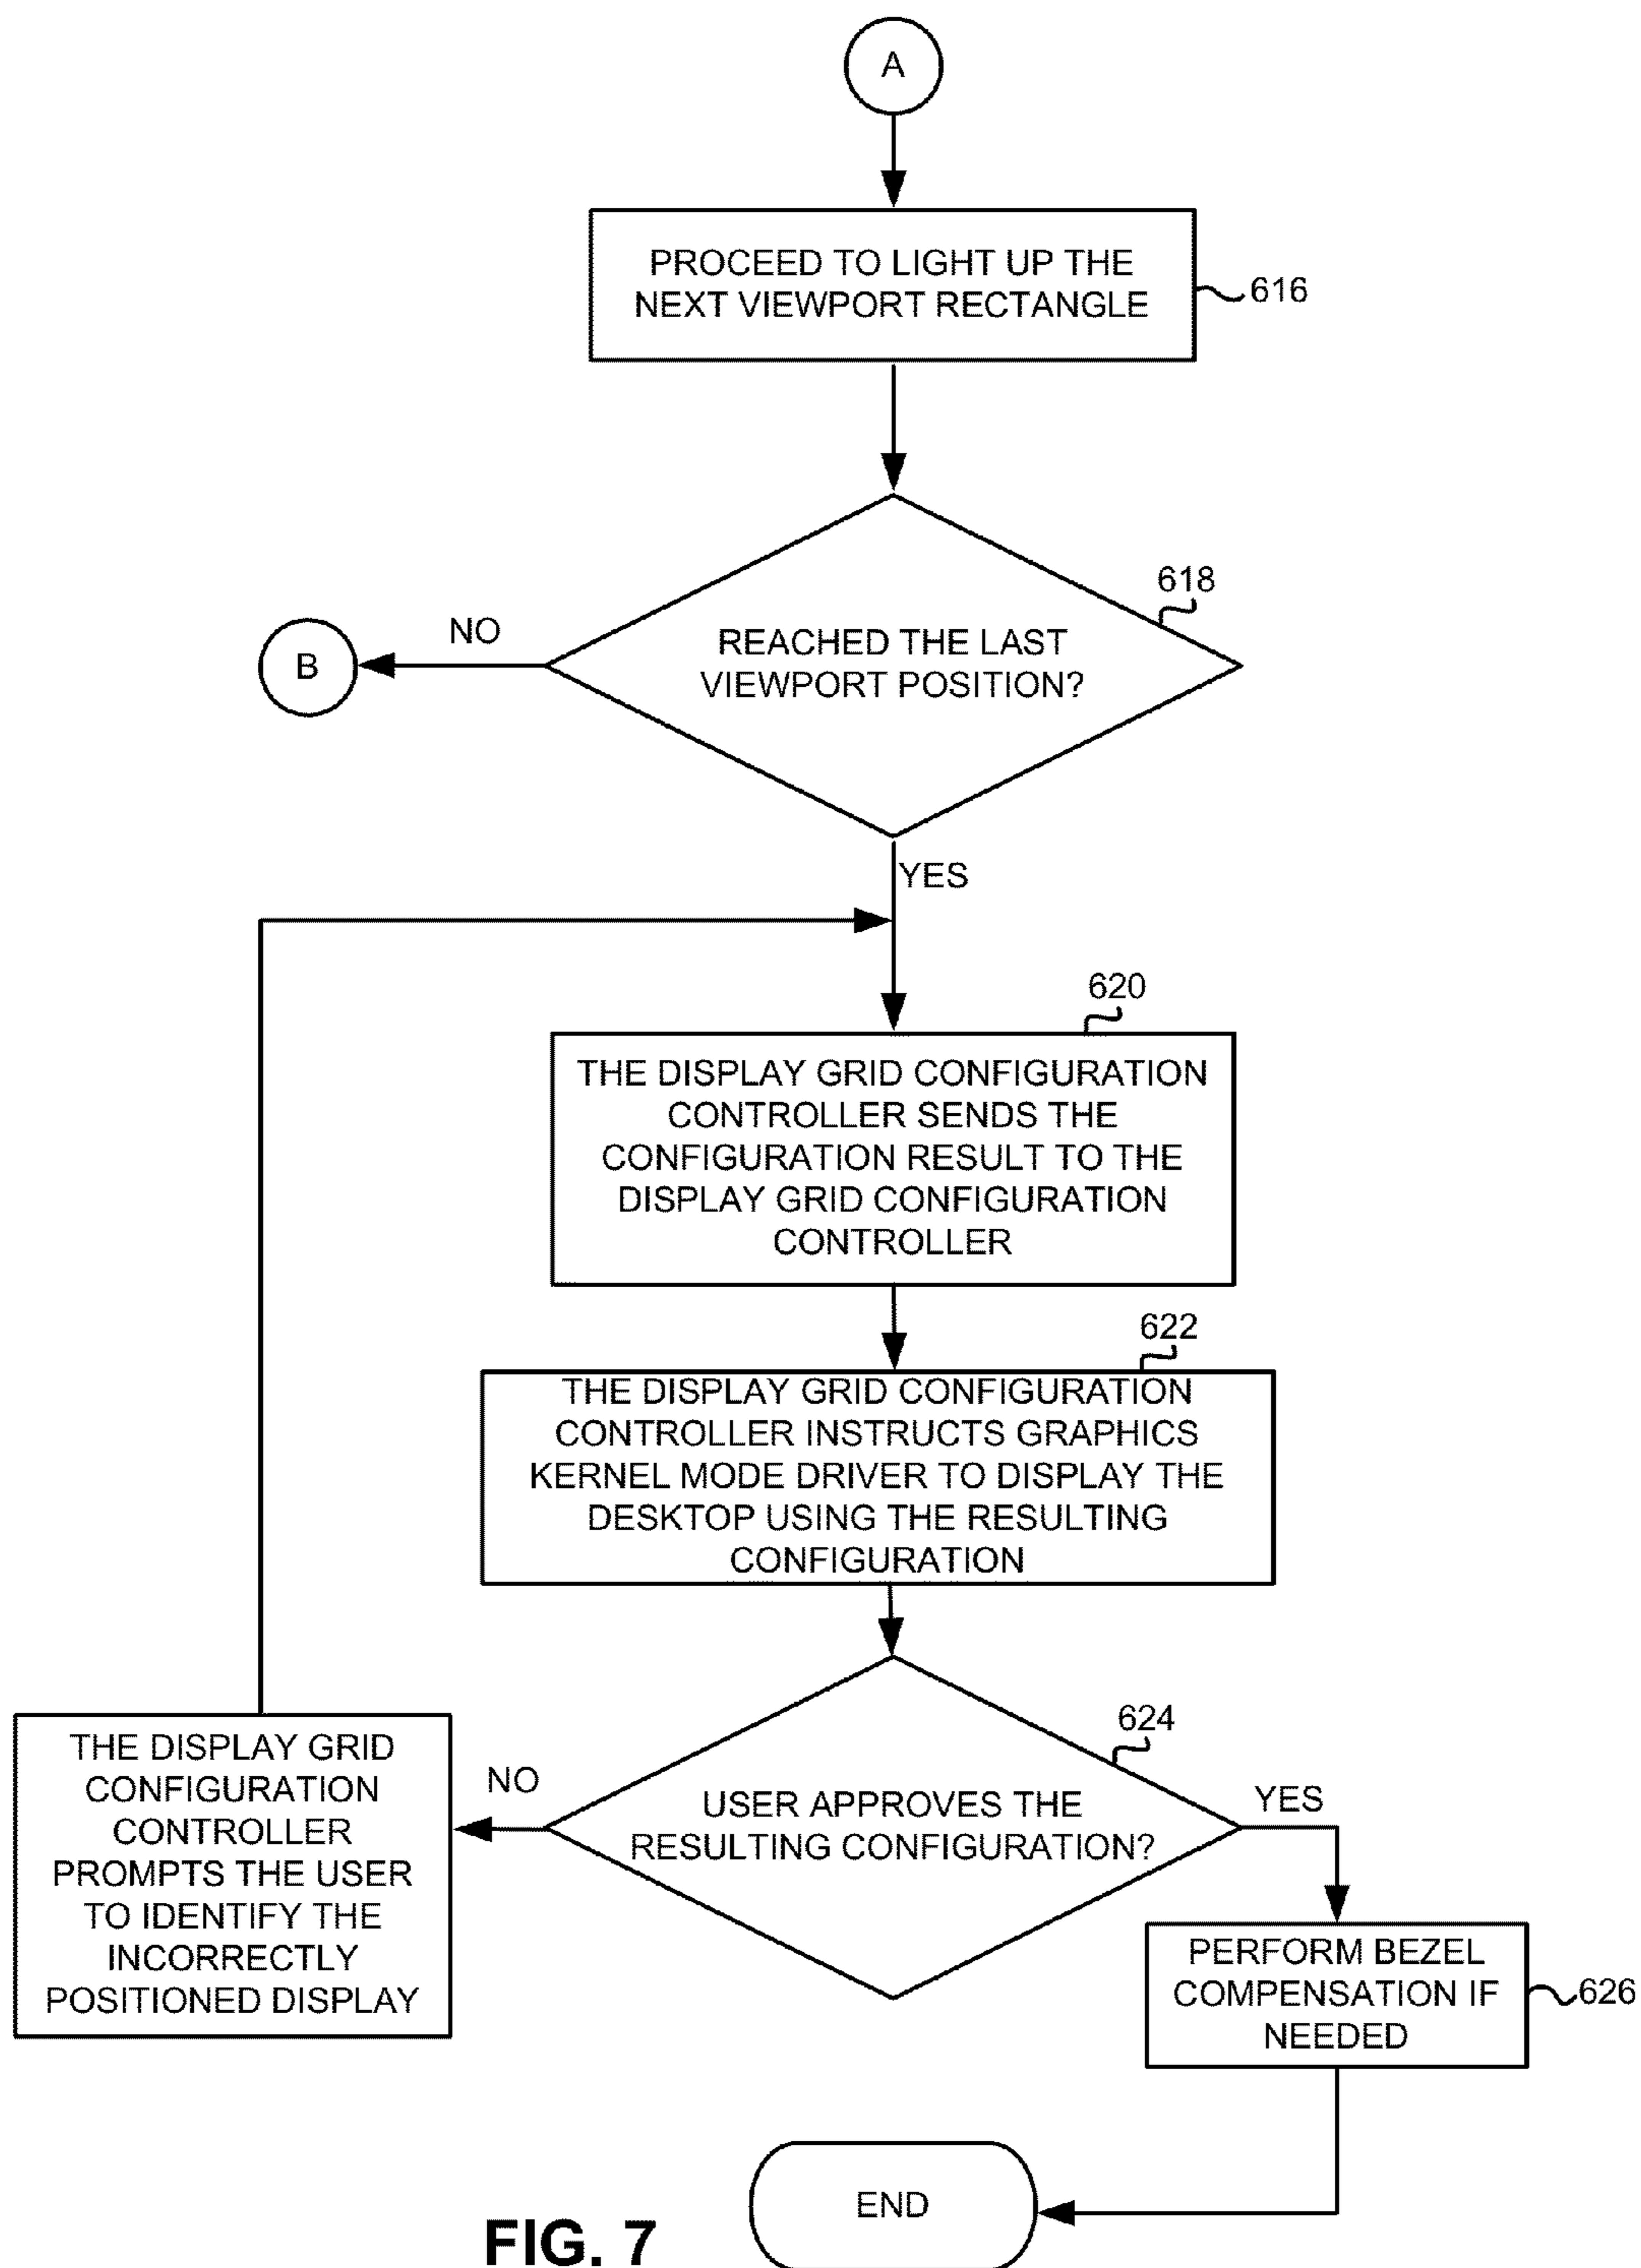 A
PROCEED TO LIGHT UP THE
NEXT VIEWPORT RECTANGLE
616
618
REACHED THE LAST
VIEWPORT POSITION?
NO
B
YES
620
THE DISPLAY GRID CONFIGURATION
CONTROLLER SENDS THE
CONFIGURATION RESULT TO THE
DISPLAY GRID CONFIGURATION
CONTROLLER
622
THE DISPLAY GRID CONFIGURATION
CONTROLLER INSTRUCTS GRAPHICS
KERNEL MODE DRIVER TO DISPLAY THE
DESKTOP USING THE RESULTING
CONFIGURATION
624
USER APPROVES THE
RESULTING CONFIGURATION?
NO
THE DISPLAY GRID
CONFIGURATION
CONTROLLER
PROMPTS THE USER
TO IDENTIFY THE
INCORRECTLY
POSITIONED DISPLAY
YES
PERFORM BEZEL
COMPENSATION IF
NEEDED
626
END
FIG. 7